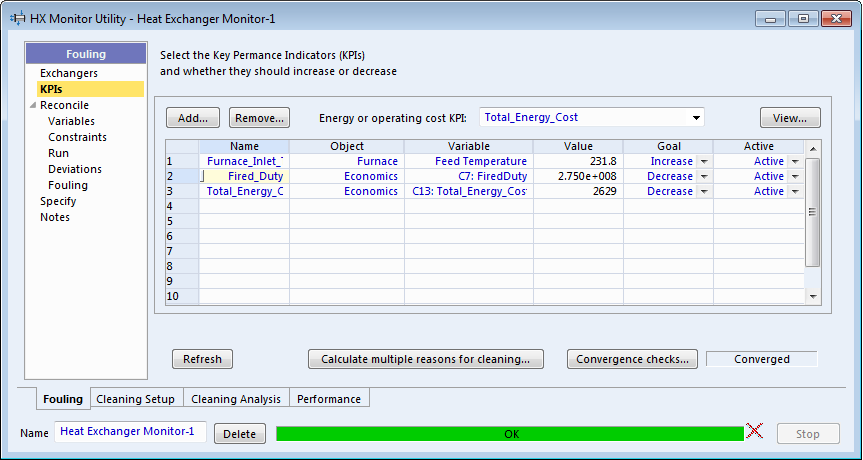 HX Monitor Utility - Heat Exchanger Monitor-1
Fouling
Exchangers
KPIs
Reconcile
Variables
Constraints
Run
Deviations
Fouling
Specify
Notes
Select the Key Permance Indicators (KPIs)
and whether they should increase or decrease
Add... Remove... Energy or operating cost KPI: Total_Energy_Cost View...
Name Object Variable Value Goal Active
1 Furnace_Inlet_ Furnace Feed Temperature 231.8 Increase Active
2 Fired_Duty Economics C7: FiredDuty 2.750e+008 Decrease Active
3 Total_Energy_C Economics C13: Total_Energy_Cos 2629 Decrease Active
4
5
6
7
8
9
10
Refresh Calculate multiple reasons for cleaning... Convergence checks... Converged
Fouling Cleaning Setup Cleaning Analysis Performance
Name Heat Exchanger Monitor-1 Delete OK Stop